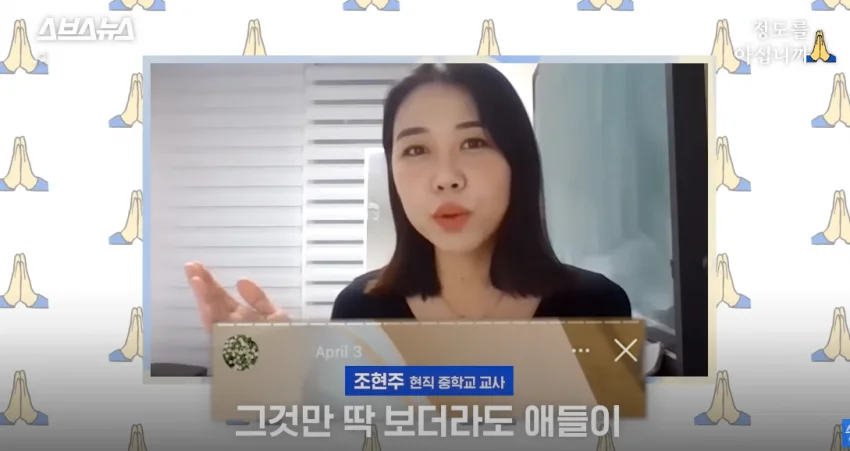 스브스뉴스
정도를
아십니까
April 3
조현주 현직 중학교 교사
그것만 딱 보더라도 애들이